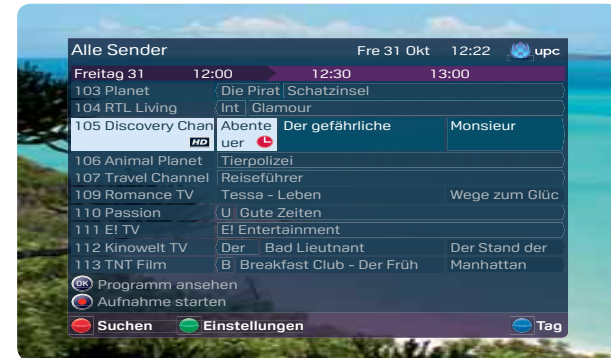 Alle Sender Fre 31 Okt 12:22 upc
Freitag 31 12:00 12:30 13:00
103 Planet Die Pirat Schatzinsel
104 RTL Living Int Glamour
105 Discovery Chan Abente Der gefährliche Monsieur
HD uer
106 Animal Planet Tierpolizei
107 Travel Channel Reiseführer
109 Romance TV Tessa - Leben Wege zum Glüc
110 Passion U Gute Zeiten
111 E! TV E! Entertainment
112 Kinowelt TV Der Bad Lieutnant Der Stand der
113 TNT Film B Breakfast Club - Der Früh Manhattan
OK Programm ansehen
Aufnahme starten
Suchen Einstellungen Tag